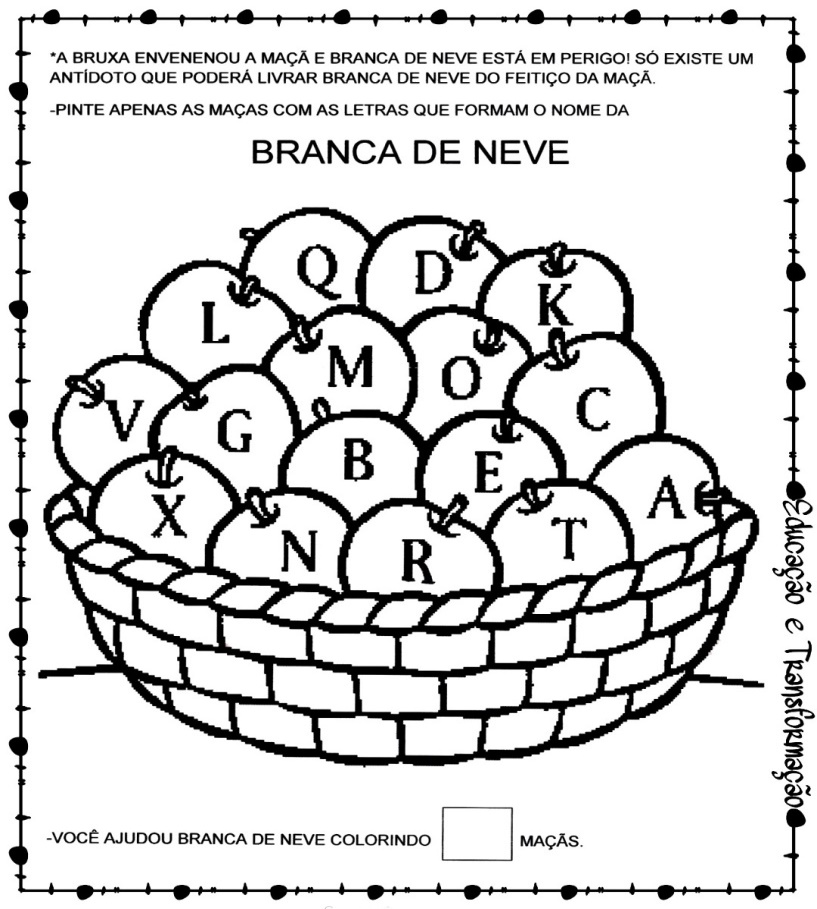 *A BRUXA ENVENENOU A MAÇÃ E BRANCA DE NEVE ESTÁ EM PERIGO! SÓ EXISTE UM
ANTÍDOTO QUE PODERÁ LIVRAR BRANCA DE NEVE DO FEITIÇO DA MAÇÃ.
-PINTE APENAS AS MAÇAS COM AS LETRAS QUE FORMAM O NOME DA
BRANCA DE NEVE
Q D
L K
M O
V G C
B E
X A
N R T
Educação e Transformação
-VOCÊ AJUDOU BRANCA DE NEVE COLORINDO MAÇÃS.